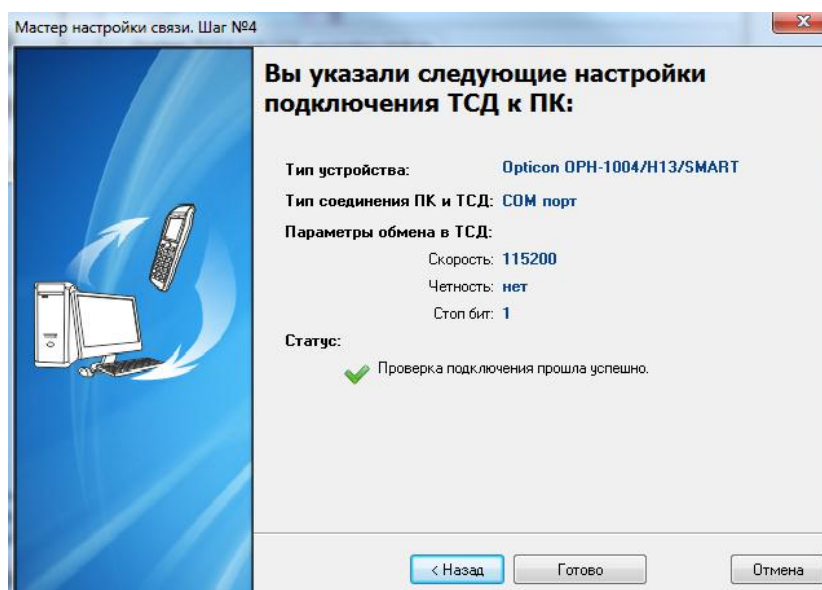 Мастер настройки связи. Шаг №4
Вы указали следующие настройки
подключения ТСД к ПК:
Тип устройства: Opticon OPH-1004/H13/SMART
Тип соединения ПК и ТСД: COM порт
Параметры обмена в ТСД:
Скорость: 115200
Четность: нет
Стоп бит: 1
Статус:
Проверка подключения прошла успешно.
< Назад Готово Отмена